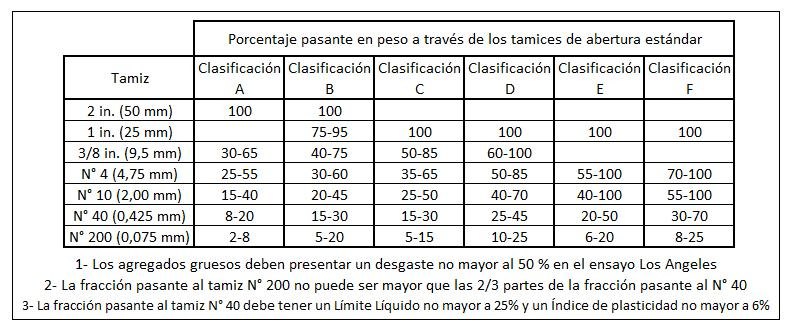 Porcentaje pasante en peso a través de los tamices de abertura estándar
Tamiz Clasificación A Clasificación B Clasificación C Clasificación D Clasificación E Clasificación F
2 in. (50 mm) 100 100
1 in. (25 mm) 75-95 100 100 100 100
3/8 in. (9,5 mm) 30-65 40-75 50-85 60-100
N° 4 (4,75 mm) 25-55 30-60 35-65 50-85 55-100 70-100
N° 10 (2,00 mm) 15-40 20-45 25-50 40-70 40-100 55-100
N° 40 (0,425 mm) 8-20 15-30 15-30 25-45 20-50 30-70
N° 200 (0,075 mm) 2-8 5-20 5-15 10-25 6-20 8-25
1- Los agregados gruesos deben presentar un desgaste no mayor al 50 % en el ensayo Los Angeles
2- La fracción pasante al tamiz N° 200 no puede ser mayor que las 2/3 partes de la fracción pasante al N° 40
3- La fracción pasante al tamiz N° 40 debe tener un Límite Líquido no mayor a 25% y un Índice de plasticidad no mayor a 6%